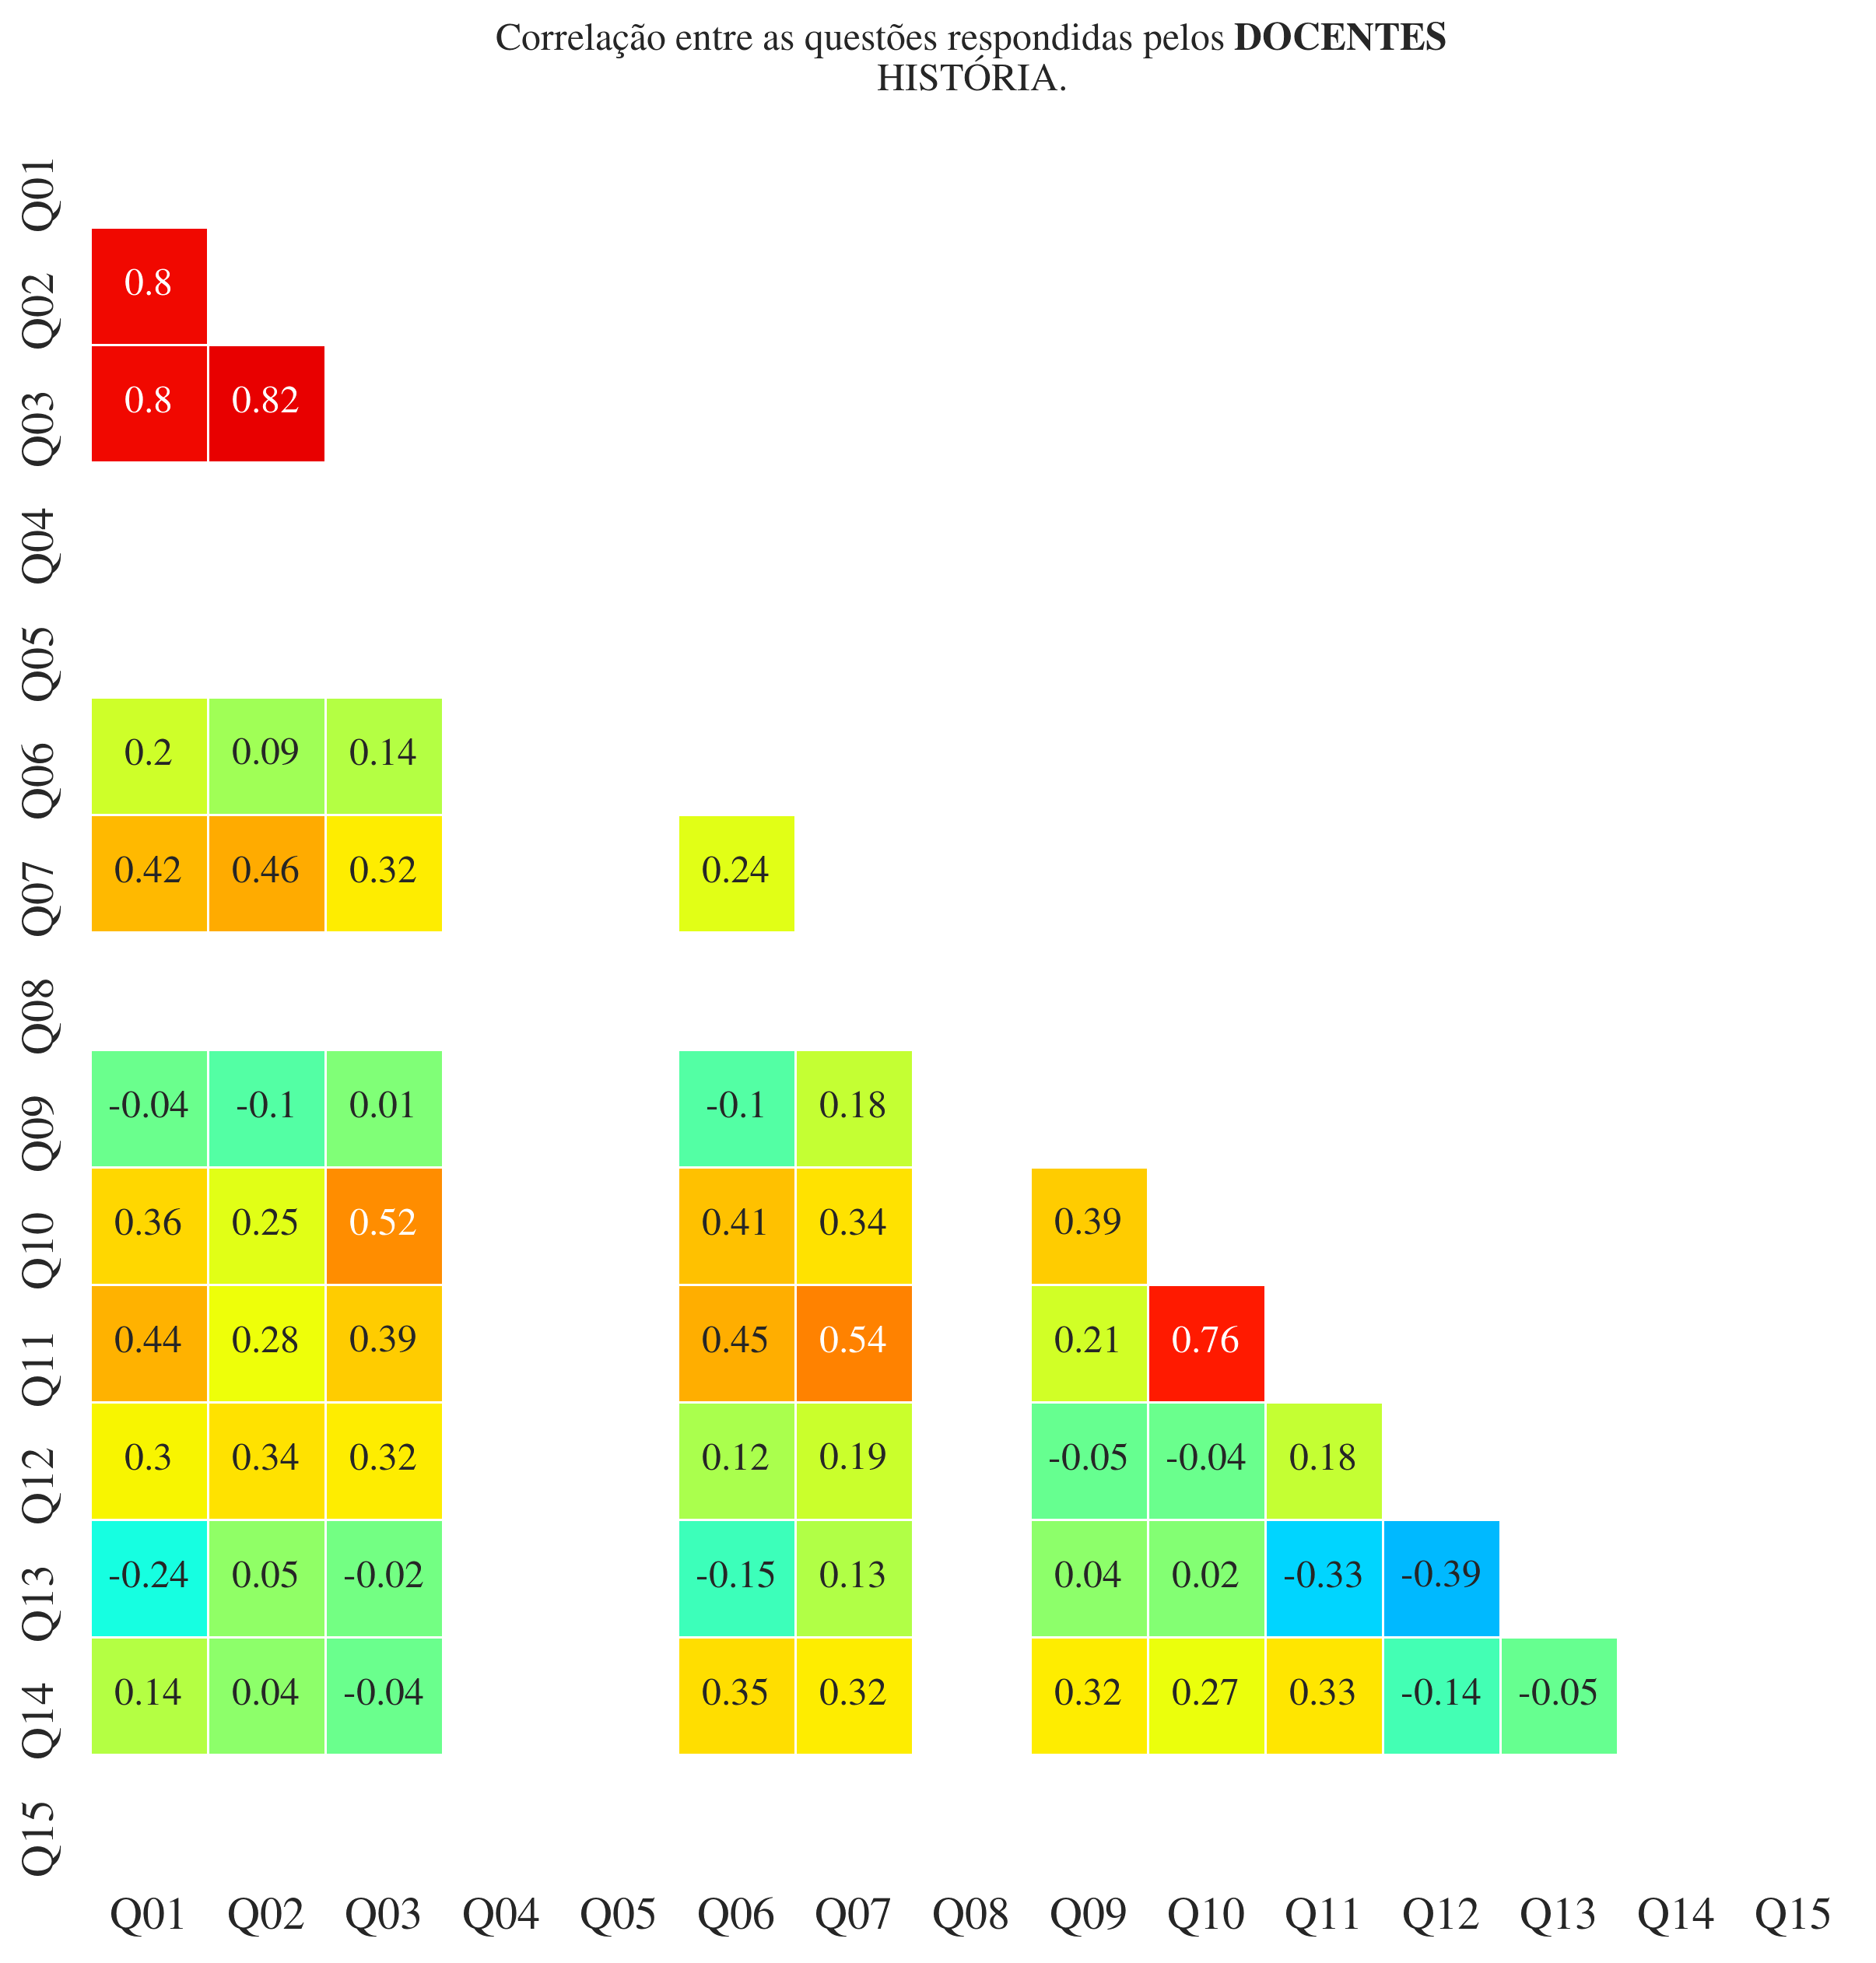 Correlação entre as questões respondidas pelos DOCENTES
HISTÓRIA.
Q01
Q02 0.8
Q03 0.8 0.82
Q04
Q05
Q06 0.2 0.09 0.14
Q07 0.42 0.46 0.32 0.24
Q08
Q09 -0.04 -0.1 0.01 -0.1 0.18
Q10 0.36 0.25 0.52 0.41 0.34 0.39
Q11 0.44 0.28 0.39 0.45 0.54 0.21 0.76
Q12 0.3 0.34 0.32 0.12 0.19 -0.05 -0.04 0.18
Q13 -0.24 0.05 -0.02 -0.15 0.13 0.04 0.02 -0.33 -0.39
Q14 0.14 0.04 -0.04 0.35 0.32 0.32 0.27 0.33 -0.14 -0.05
Q15
Q01 Q02 Q03 Q04 Q05 Q06 Q07 Q08 Q09 Q10 Q11 Q12 Q13 Q14 Q15